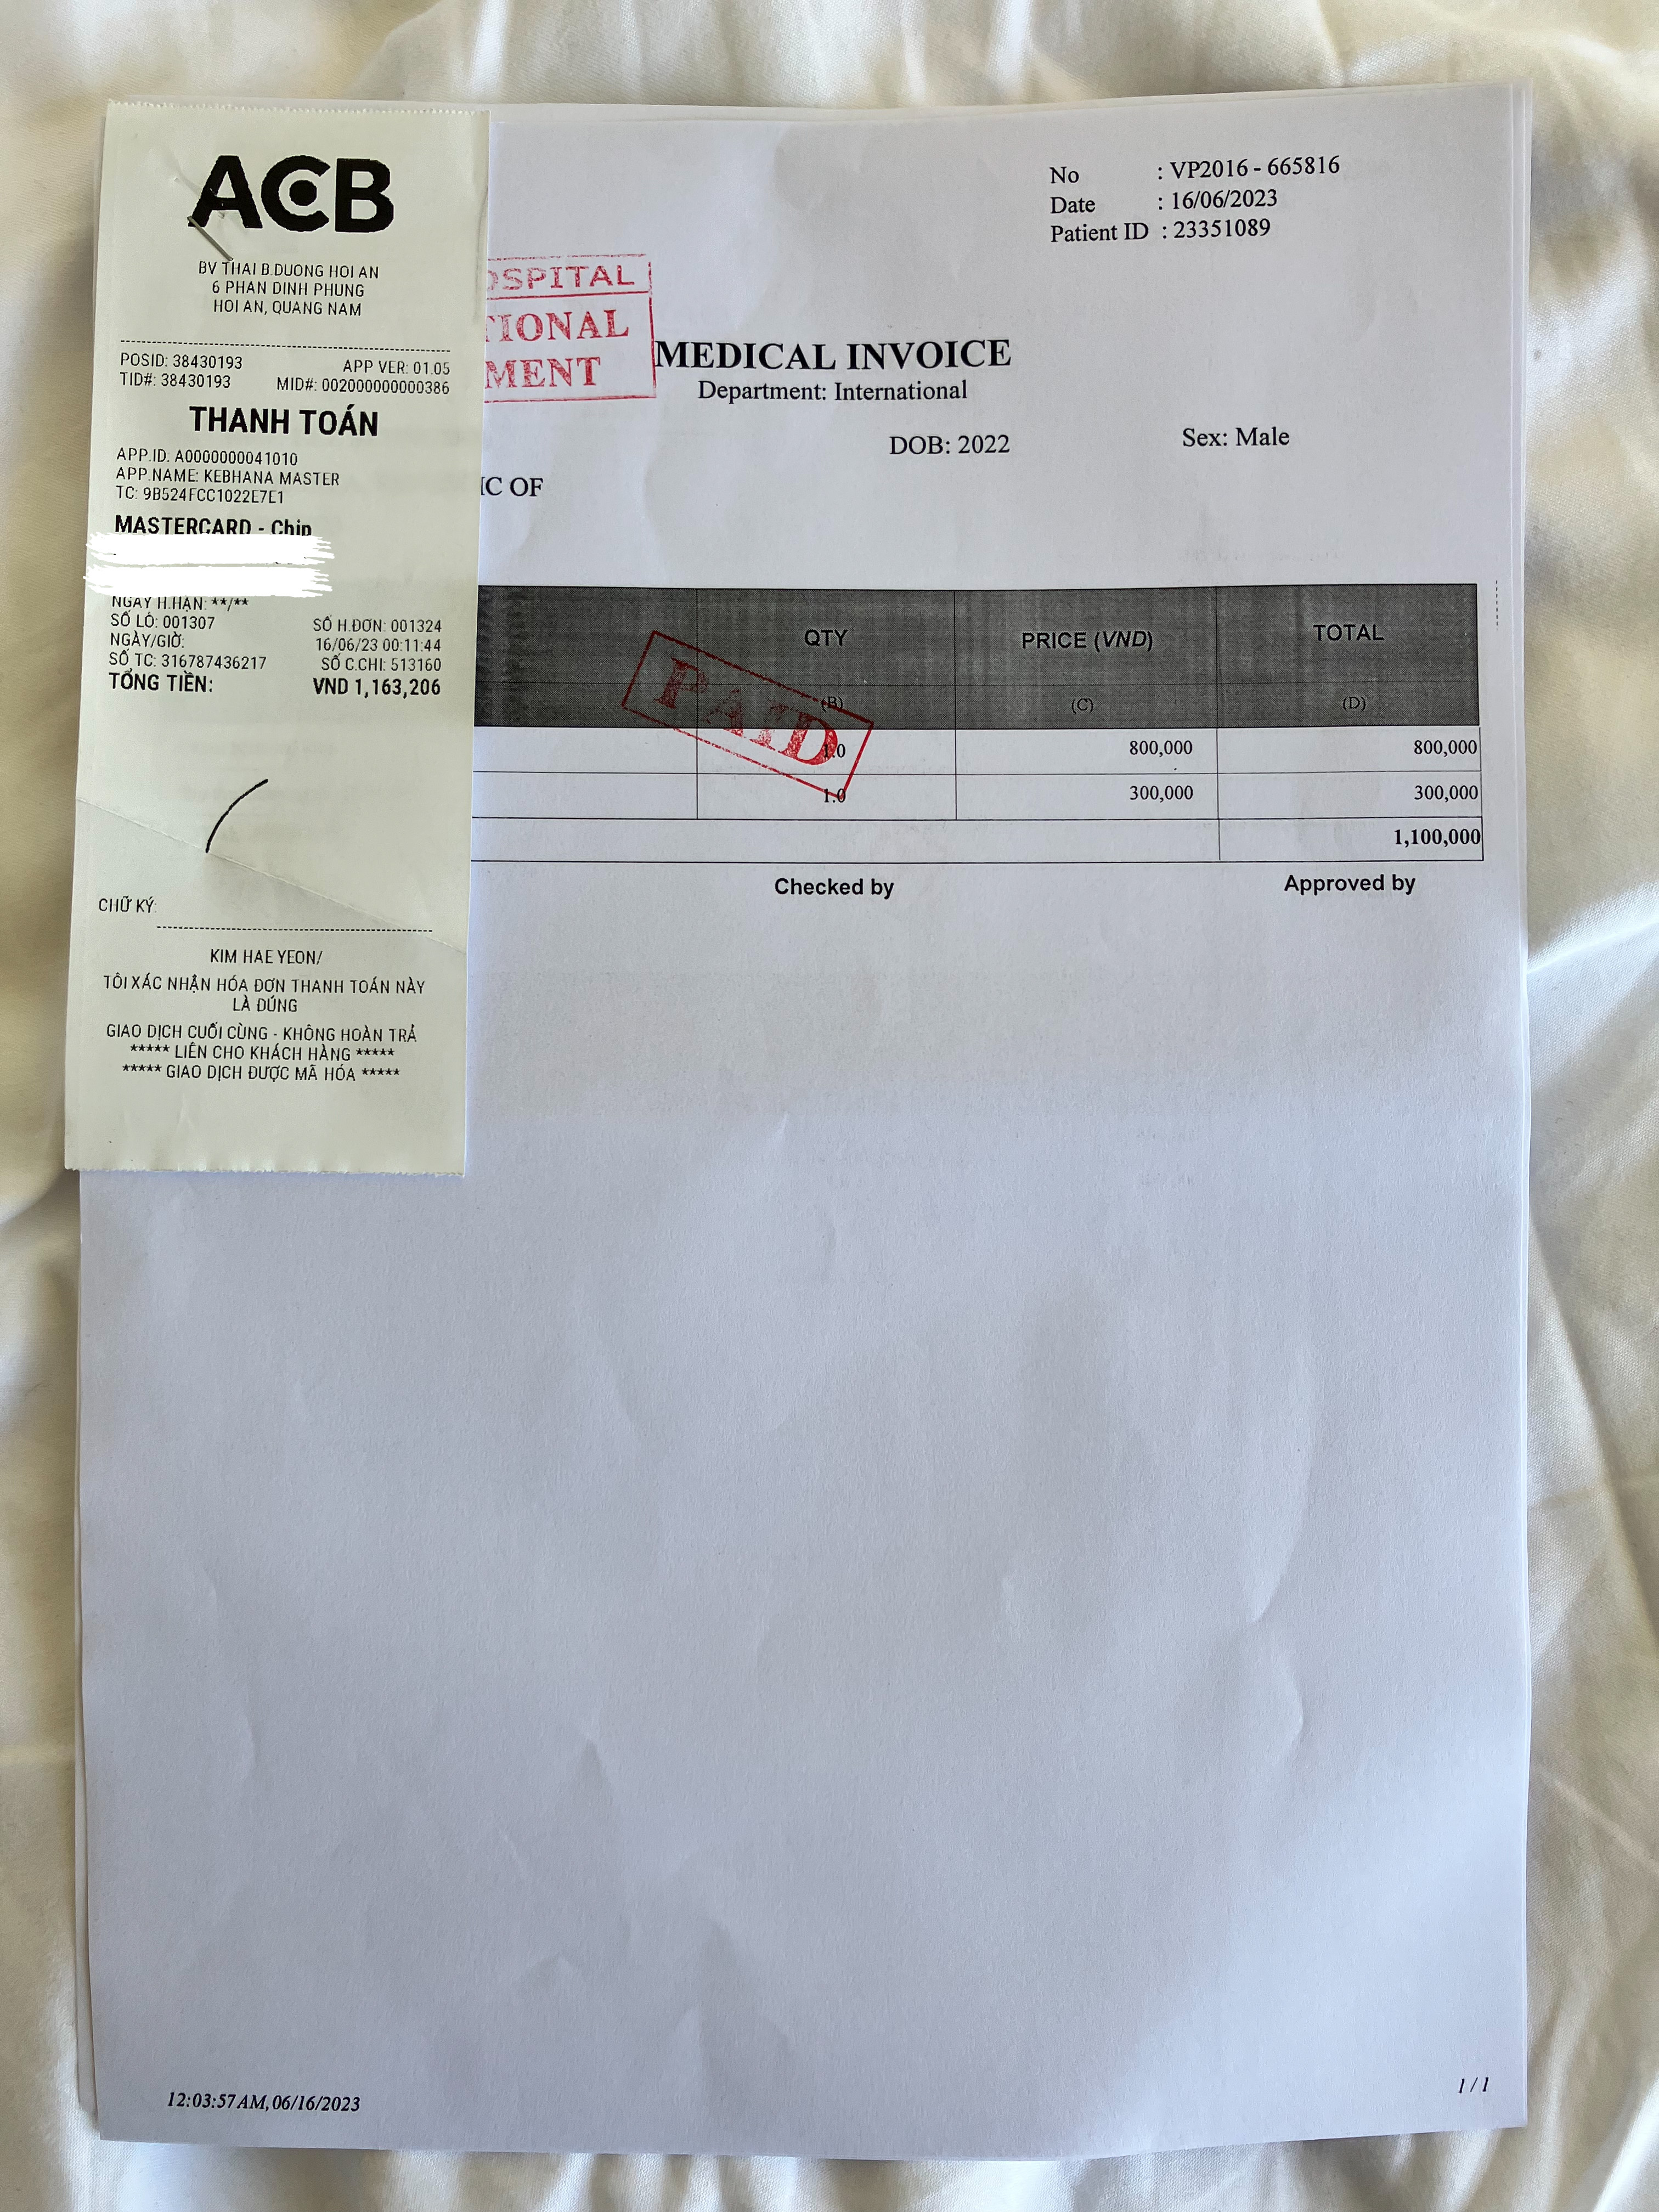 ACB
BV THAI B.DUONG HOI AN
6 PHAN DINH PHUNG
HOI AN, QUANG NAM
POSID: 38430193 APP VER: 01.05
TID#: 38430193 MID#: 002000000000386
THANH TOÁN
APP.ID: A0000000041010
APP.NAME: KEBHANA MASTER
TC: 9B524FCC1022E7E1
MASTERCARD - Chip
NGÀY H.HẠN: **/**
SỐ LÔ: 001307 SỐ H.ĐƠN: 001324
NGÀY/GIỜ: 16/06/23 00:11:44
SỐ TC: 316787436217 SỐ C.CHI: 513160
TỔNG TIỀN: VND 1,163,206
CHỮ KÝ:
KIM HAE YEON/
TÔI XÁC NHẬN HÓA ĐƠN THANH TOÁN NÀY
LÀ ĐÚNG
GIAO DỊCH CUỐI CÙNG - KHÔNG HOÀN TRẢ
***** LIÊN CHO KHÁCH HÀNG *****
***** GIAO DỊCH ĐƯỢC MÃ HÓA *****
No : VP2016 - 665816
Date : 16/06/2023
Patient ID : 23351089
OSPITAL
TIONAL
MENT
MEDICAL INVOICE
Department: International
DOB: 2022 Sex: Male
IC OF
QTY PRICE (VND) TOTAL
(B) (C) (D)
PAID
1.0 800,000 800,000
1.0 300,000 300,000
1,100,000
Checked by Approved by
12:03:57AM,06/16/2023 1 / 1